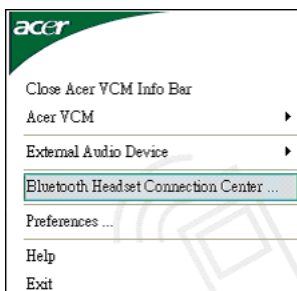 acer
Close Acer VCM Info Bar
Acer VCM
External Audio Device
Bluetooth Headset Connection Center ...
Preferences ...
Help
Exit